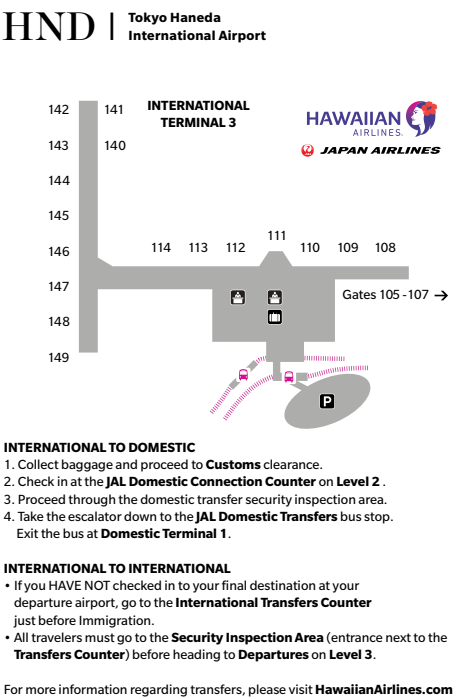 HND | Tokyo Haneda
International Airport
INTERNATIONAL
TERMINAL 3
HAWAIIAN
AIRLINES.
JAPAN AIRLINES
142 141
143 140
144
145
146
147
148
149
114 113 112 111 110 109 108
Gates 105 -107 →
P
INTERNATIONAL TO DOMESTIC
1. Collect baggage and proceed to Customs clearance.
2. Check in at the JAL Domestic Connection Counter on Level 2 .
3. Proceed through the domestic transfer security inspection area.
4. Take the escalator down to the JAL Domestic Transfers bus stop.
Exit the bus at Domestic Terminal 1.
INTERNATIONAL TO INTERNATIONAL
• If you HAVE NOT checked in to your final destination at your
departure airport, go to the International Transfers Counter
just before Immigration.
• All travelers must go to the Security Inspection Area (entrance next to the
Transfers Counter) before heading to Departures on Level 3.
For more information regarding transfers, please visit HawaiianAirlines.com